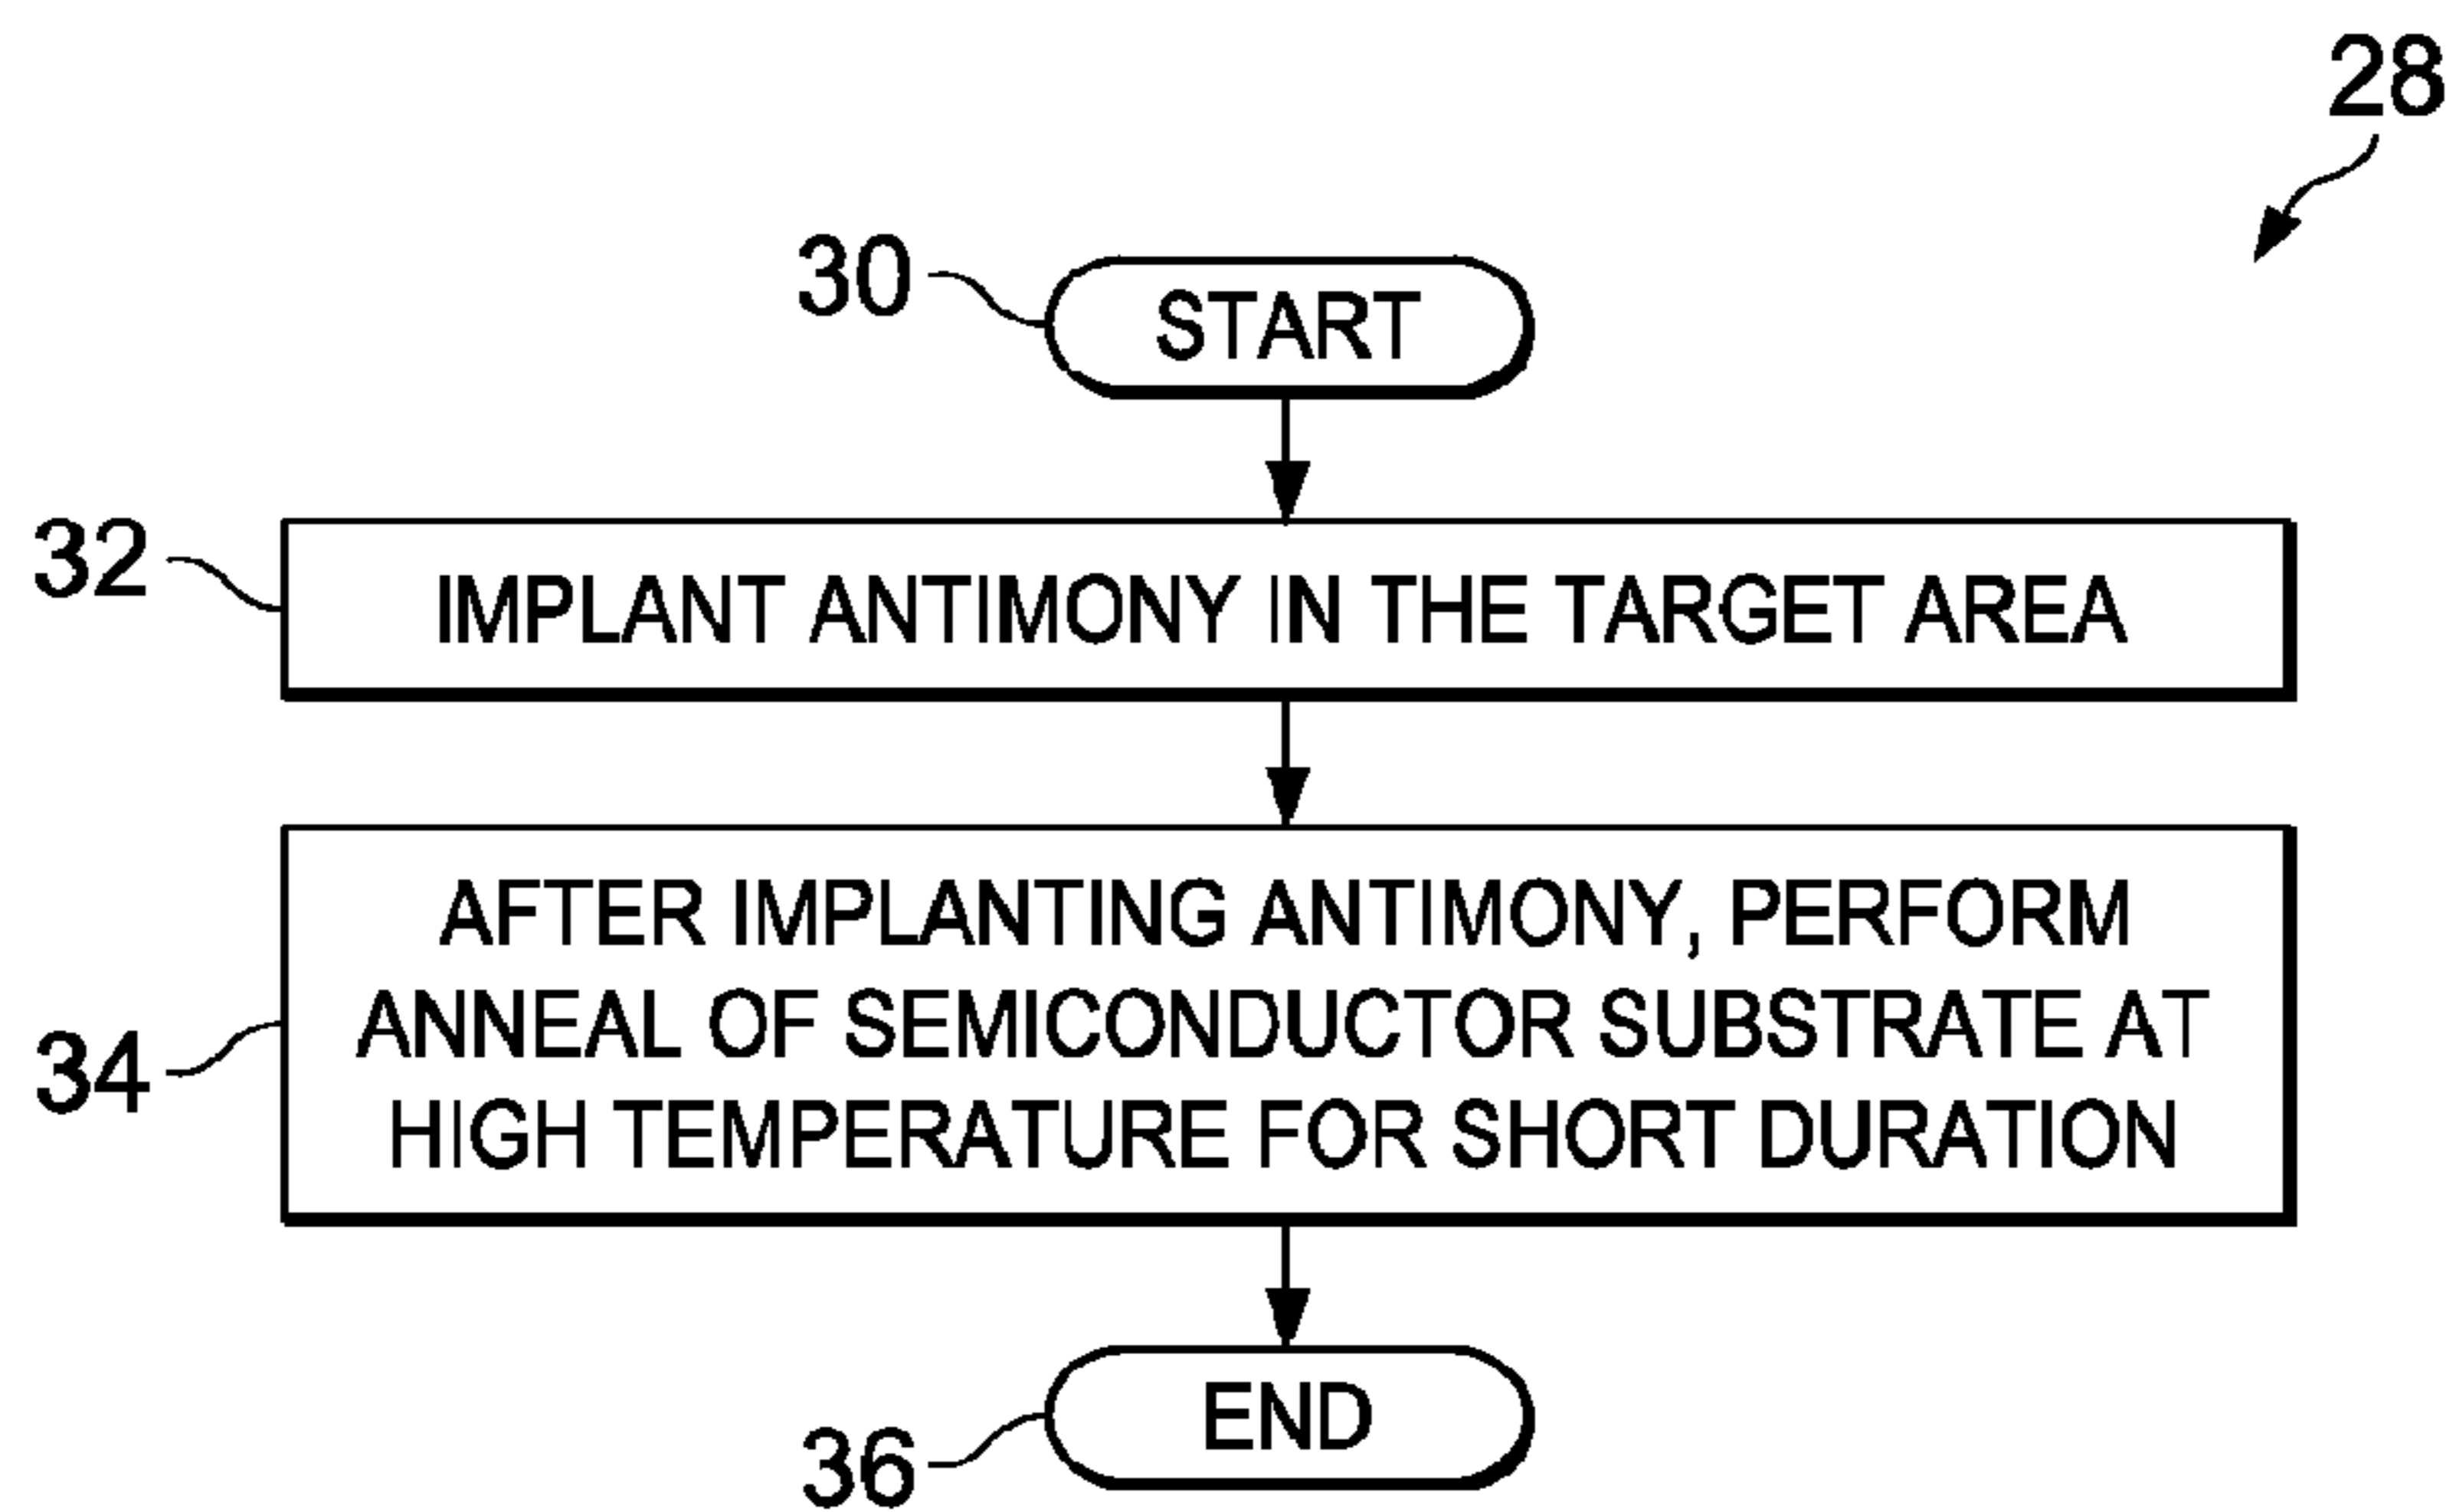 28
30
START
32
IMPLANT ANTIMONY IN THE TARGET AREA
34
AFTER IMPLANTING ANTIMONY, PERFORM
ANNEAL OF SEMICONDUCTOR SUBSTRATE AT
HIGH TEMPERATURE FOR SHORT DURATION
36
END